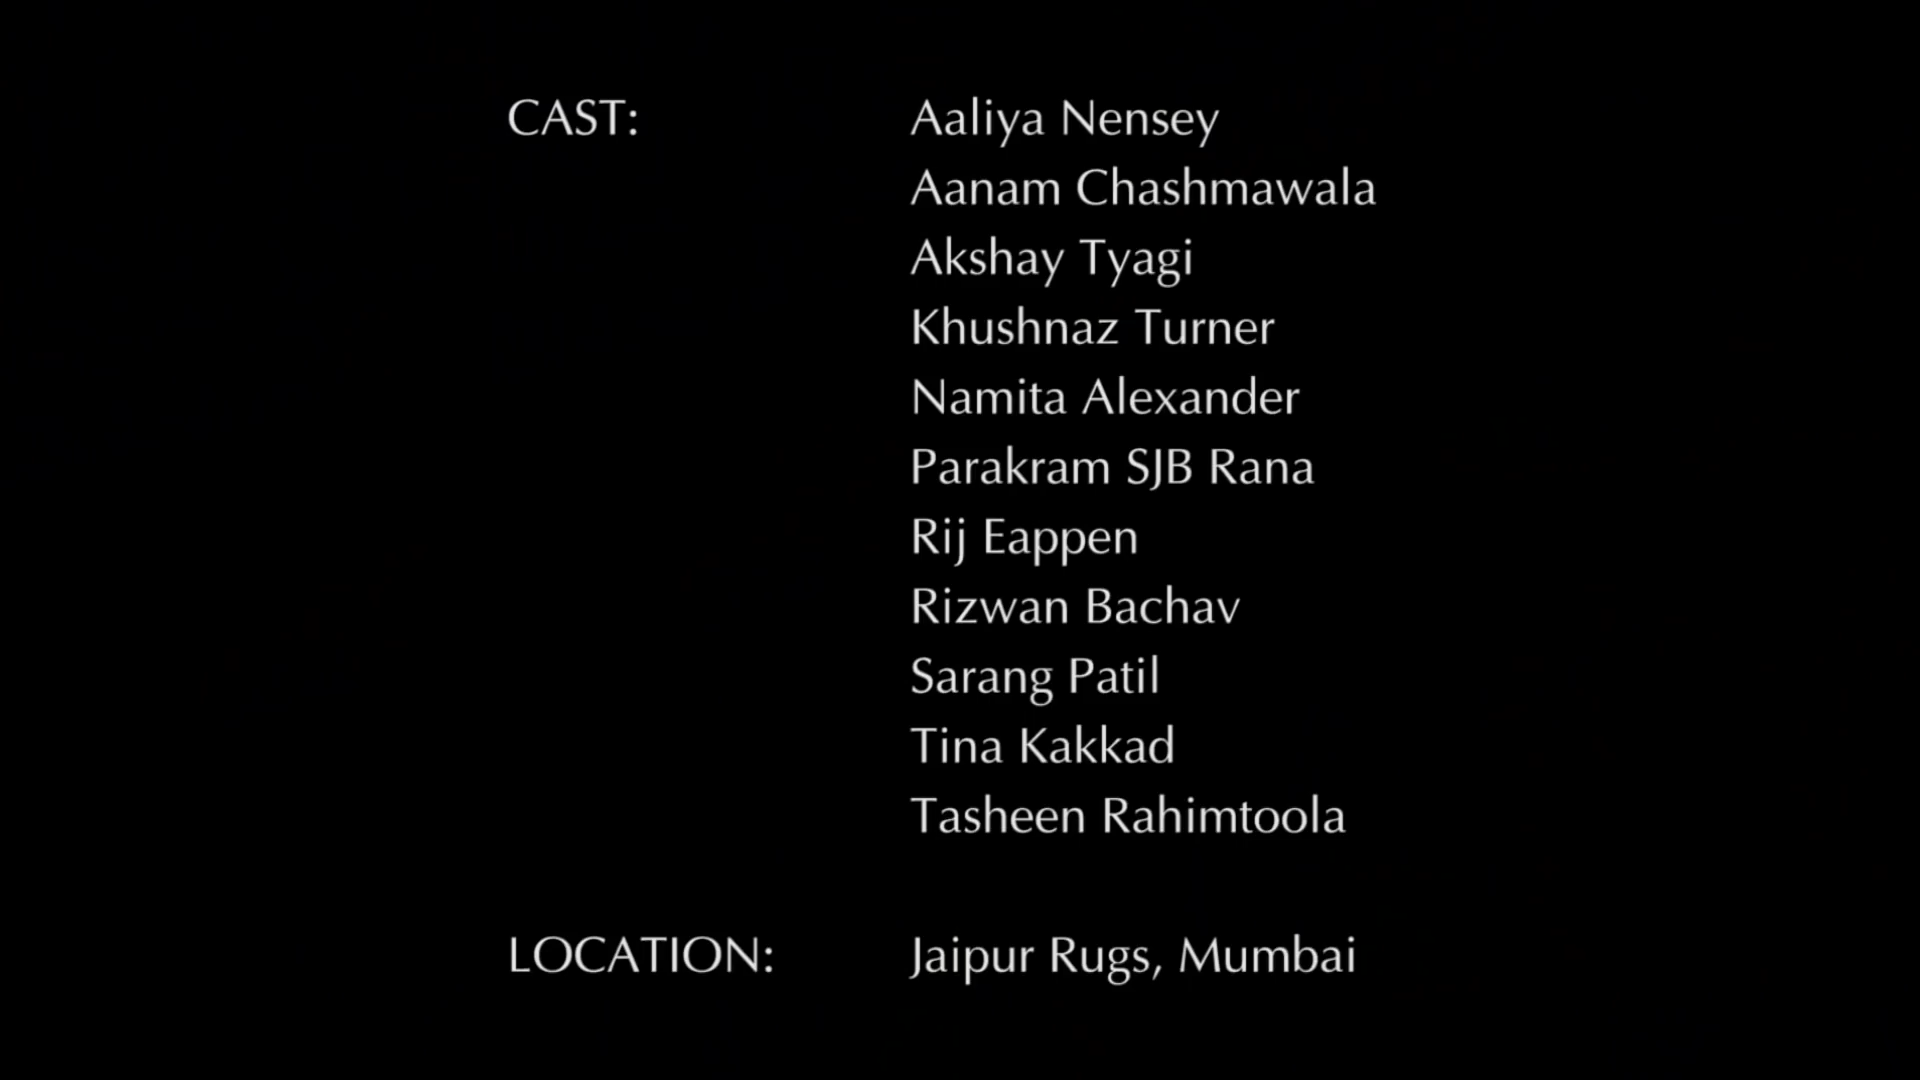 CAST: Aaliya Nensey
Aanam Chashmawala
Akshay Tyagi
Khushnaz Turner
Namita Alexander
Parakram SJB Rana
Rij Eappen
Rizwan Bachav
Sarang Patil
Tina Kakkad
Tasheen Rahimtoola
LOCATION: Jaipur Rugs, Mumbai